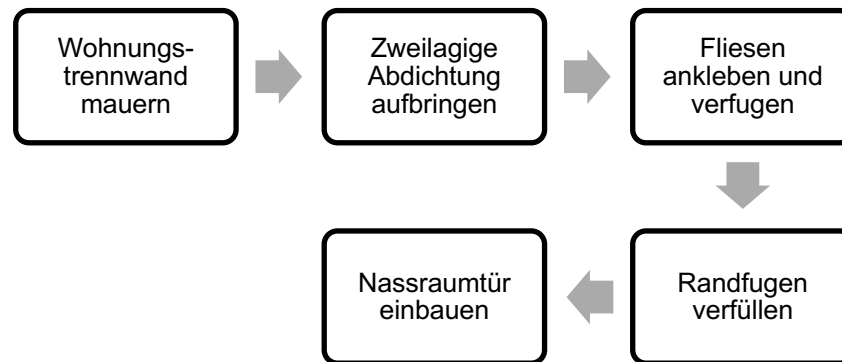 Wohnungs-
trennwand
mauern
Zweilagige
Abdichtung
aufbringen
Fliesen
ankleben und
verfugen
Randfugen
verfüllen
Nassraumtür
einbauen